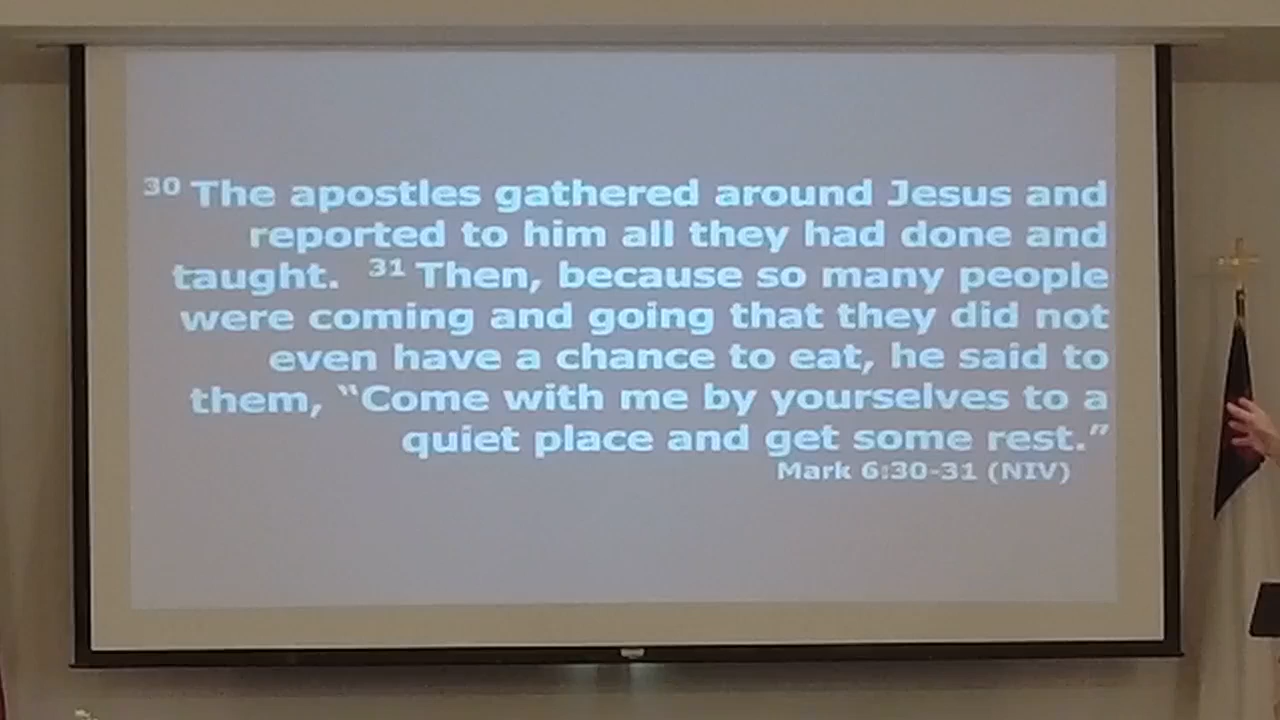 30 The apostles gathered around Jesus and
reported to him all they had done and
taught. 31 Then, because so many people
were coming and going that they did not
even have a chance to eat, he said to
them, “Come with me by yourselves to a
quiet place and get some rest.”
Mark 6:30-31 (NIV)